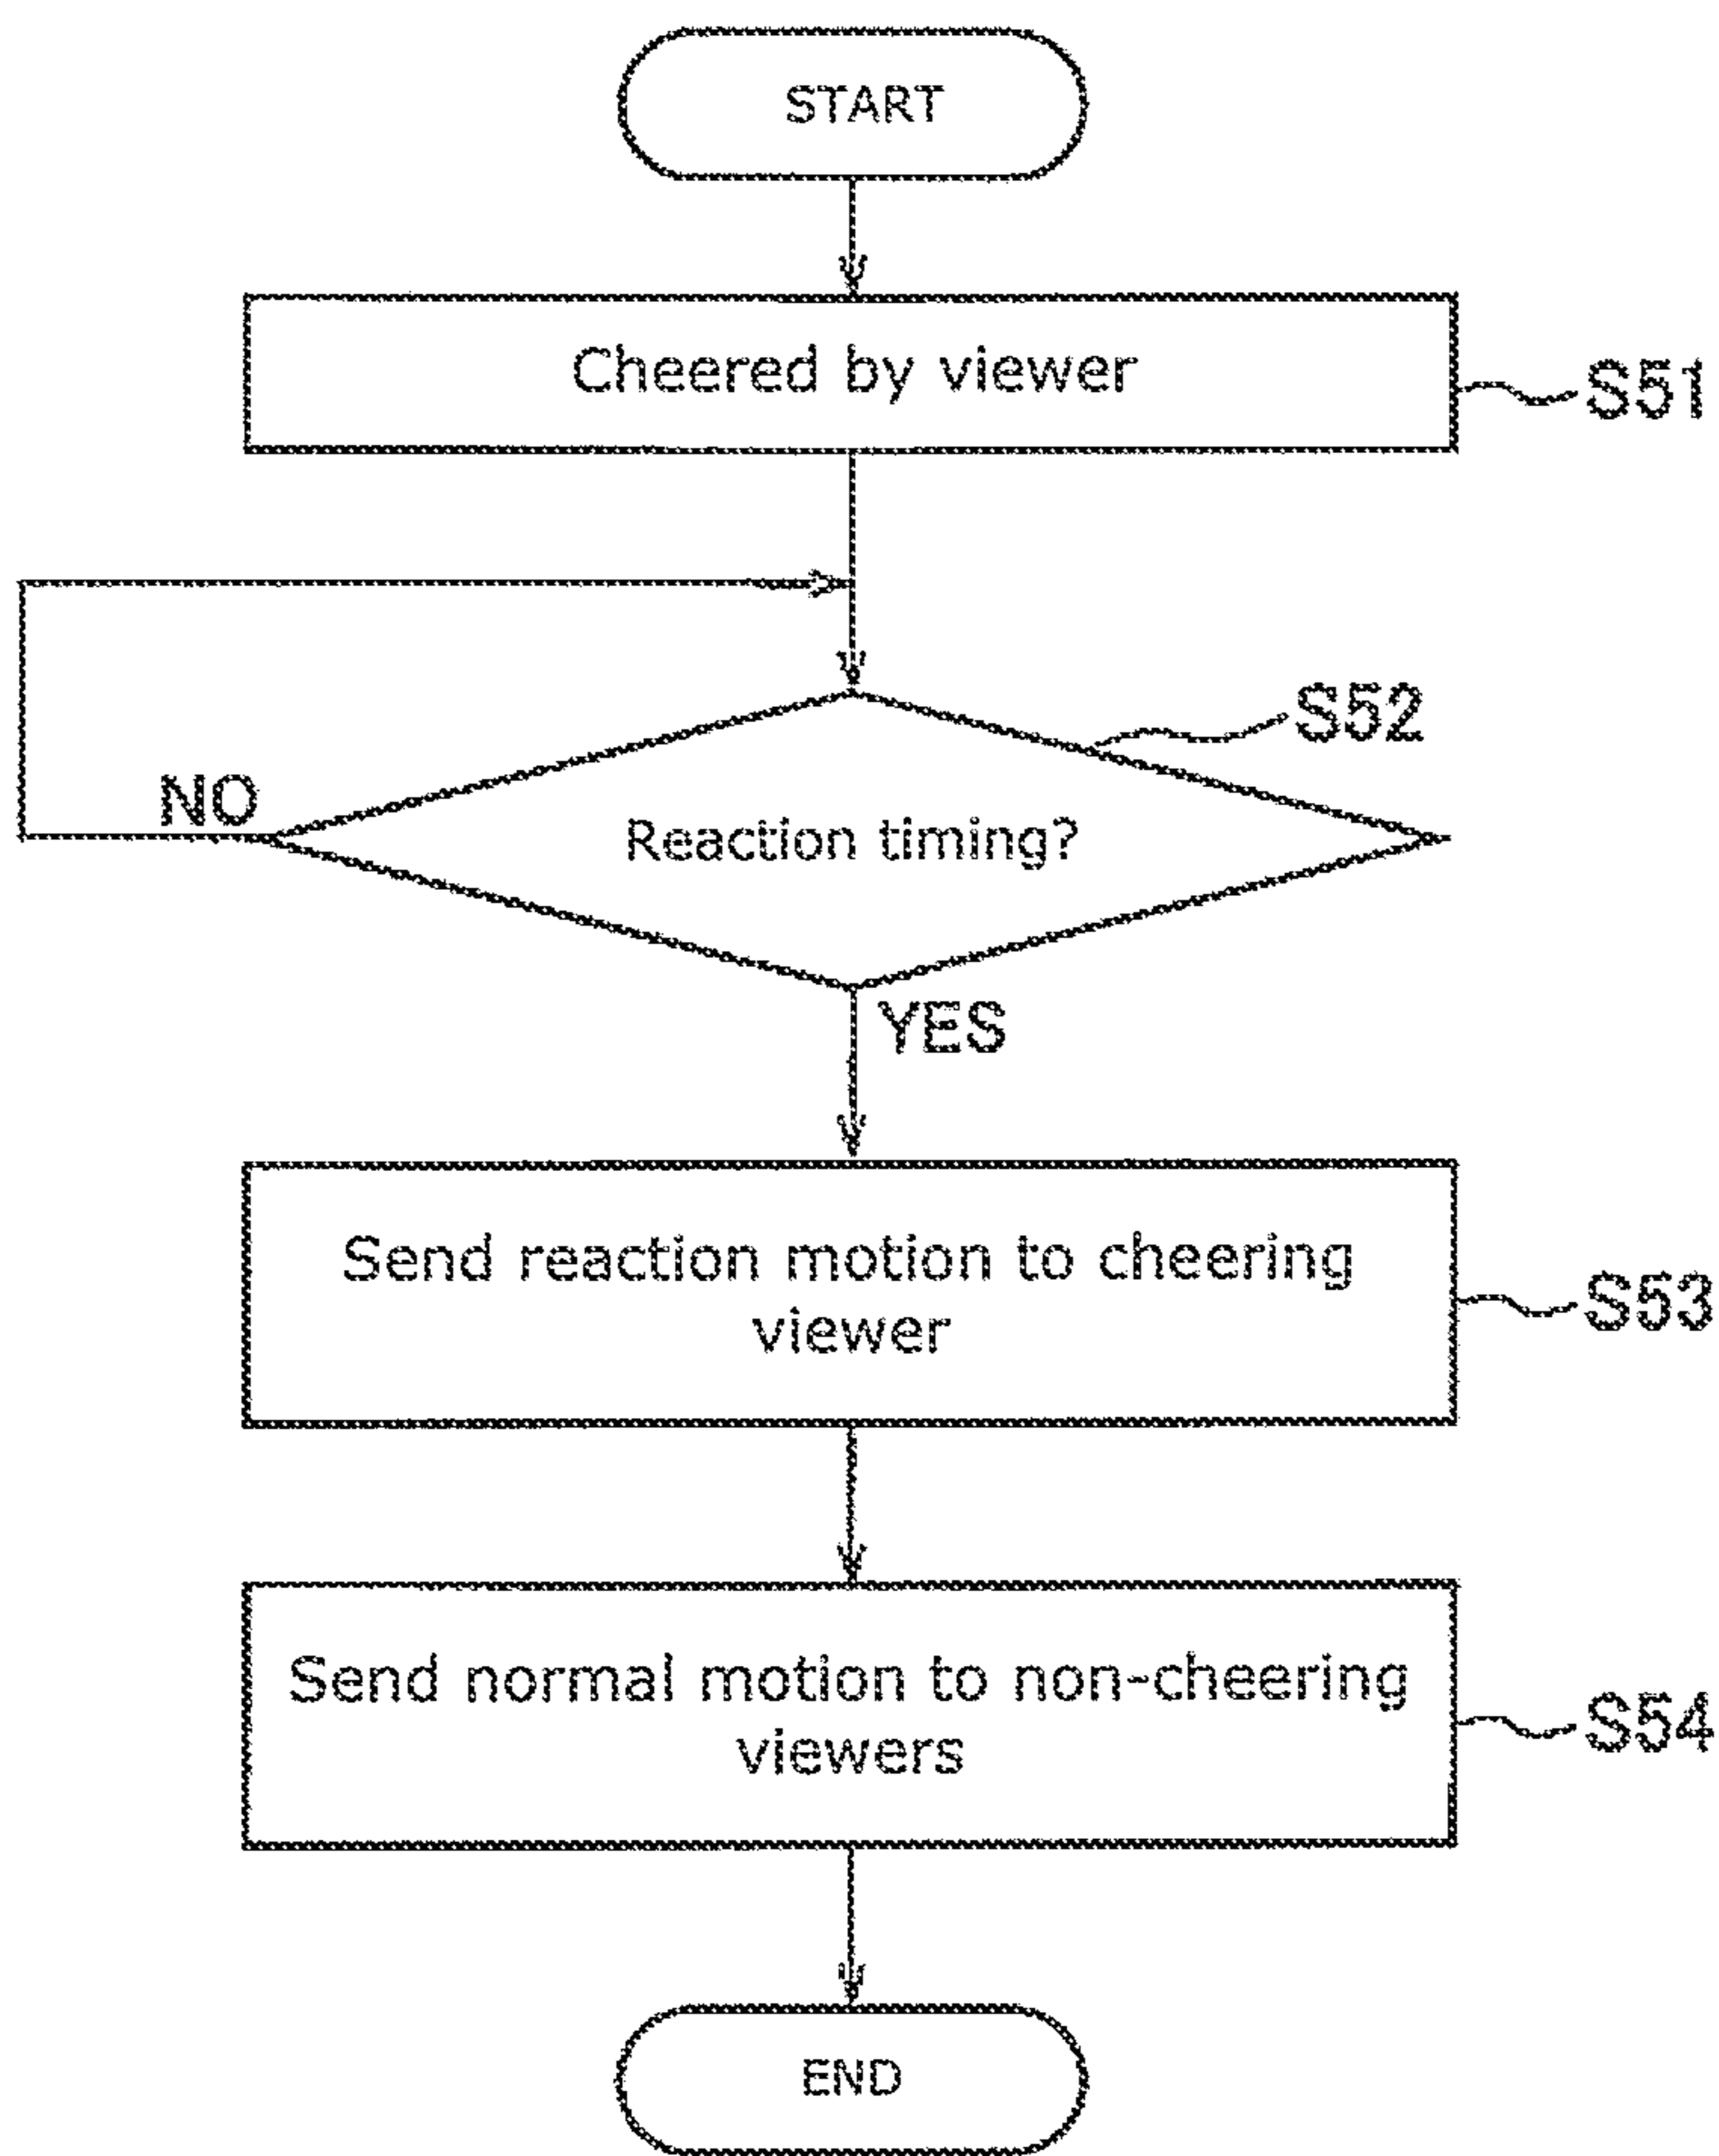 START
Cheered by viewer
S51
S52
NO
Reaction timing?
YES
Send reaction motion to cheering
viewer
S53
Send normal motion to non-cheering
viewers
S54
END